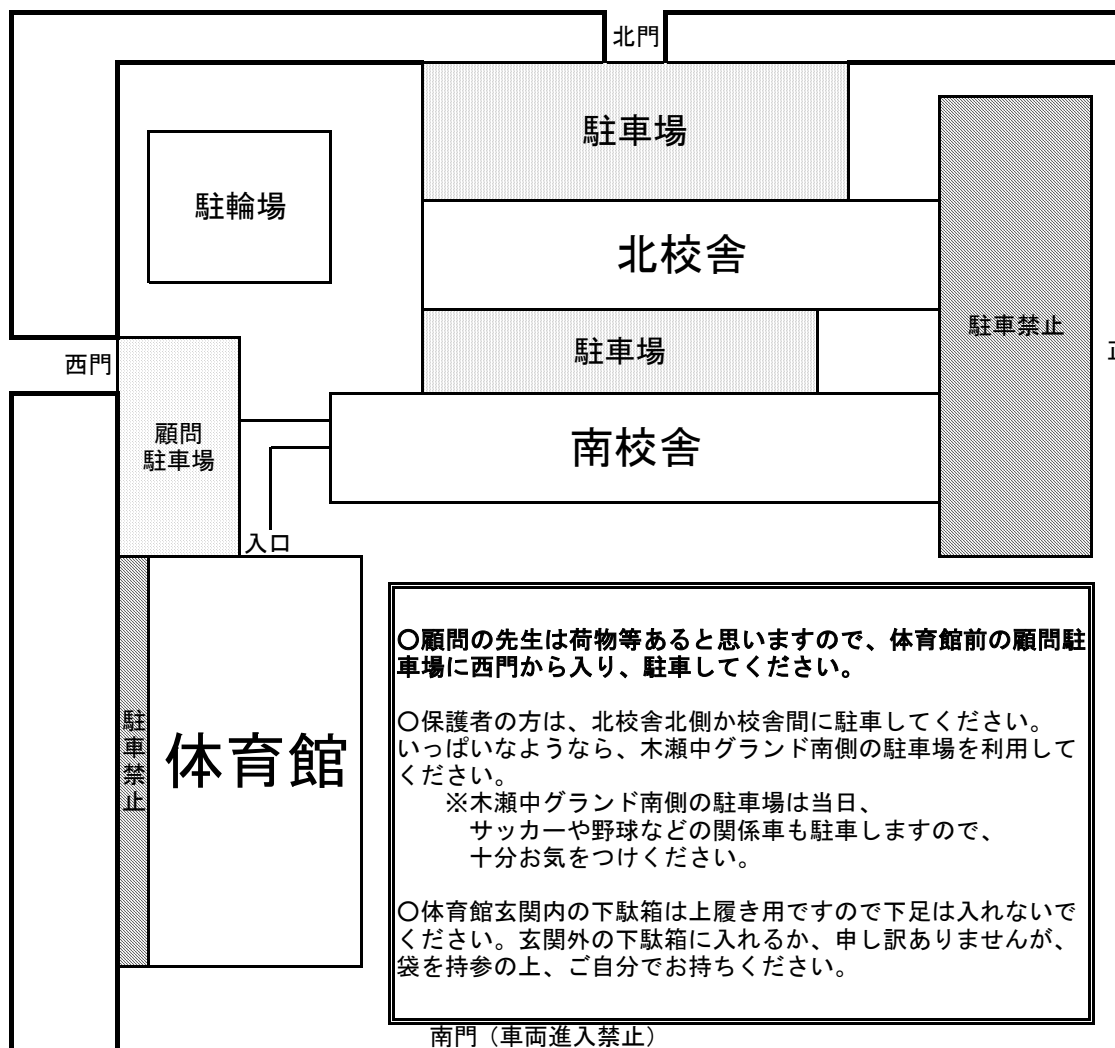 北門
駐車場
駐輪場
北校舎
駐車禁止
駐車場
西門
正
顧問
駐車場
南校舎
入口
〇顧問の先生は荷物等あると思いますので、体育館前の顧問駐
車場に西門から入り、駐車してください。
〇保護者の方は、北校舎北側か校舎間に駐車してください。
いっぱいなようなら、木瀬中グランド南側の駐車場を利用して
ください。
※木瀬中グランド南側の駐車場は当日、
サッカーや野球などの関係車も駐車しますので、
十分お気をつけください。
〇体育館玄関内の下駄箱は上履き用ですので下足は入れないで
ください。玄関外の下駄箱に入れるか、申し訳ありませんが、
袋を持参の上、ご自分でお持ちください。
駐車禁止
体育館
南門（車両進入禁止）